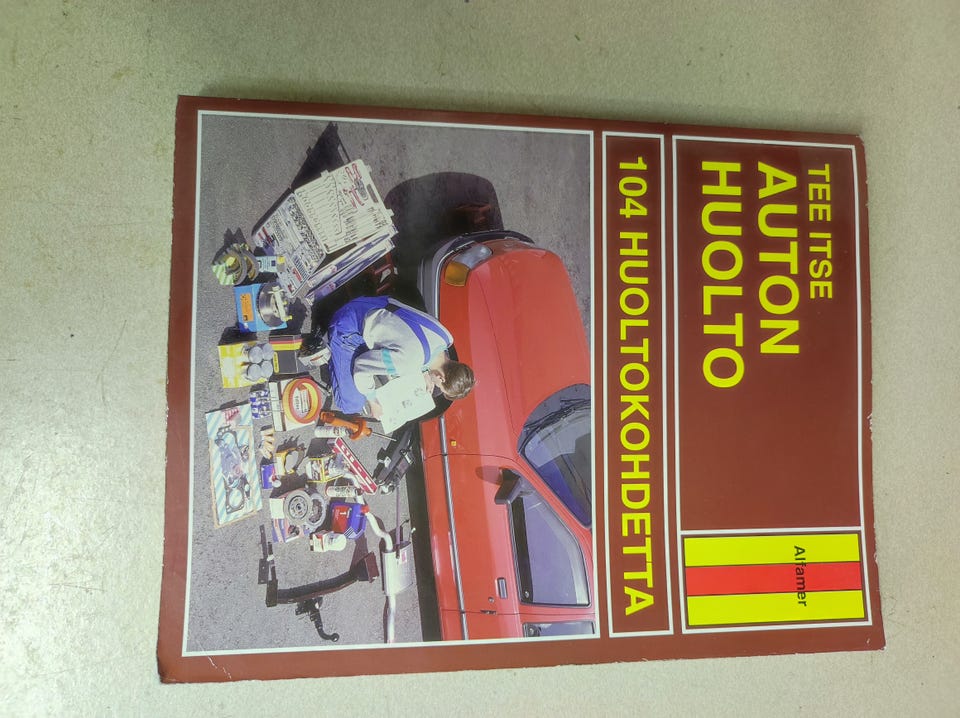 TEE ITSE
AUTON
HUOLTO
Alfamer
104 HUOLTOKOHDETTA